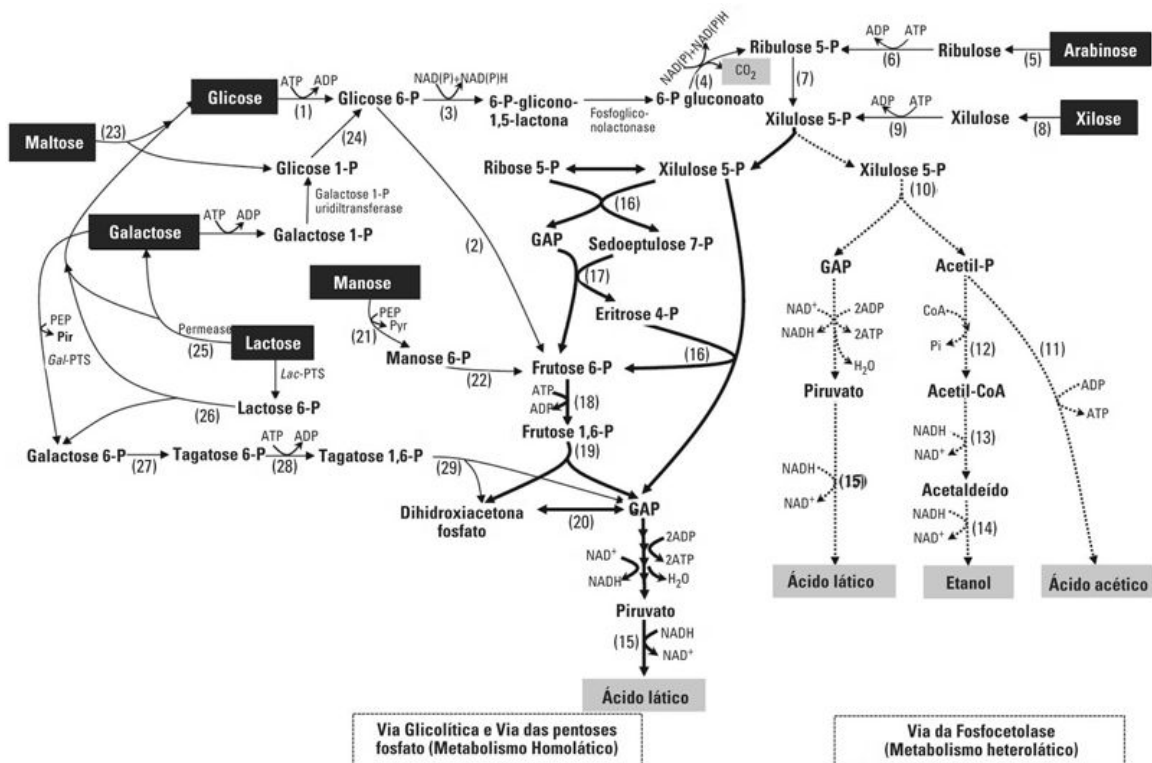 Glicose
ATP ADP
(1)
Glicose 6-P
NAD(P)+NAD(P)H
(3)
6-P-glicono-
1,5-lactona
Fosfoglico-
nolactonase
6-P gluconoato
NAD(P)+NAD(P)H
(4)
CO2
Ribulose 5-P
ADP ATP
(6)
Ribulose
(5)
Arabinose
(7)
Xilulose 5-P
ADP ATP
(9)
Xilulose
(8)
Xilose
Maltose
(23)
(24)
Glicose 1-P
Galactose 1-P
uridiltransferase
Galactose
ATP ADP
Galactose 1-P
(2)
Ribose 5-P
Xilulose 5-P
(16)
GAP
Sedoeptulose 7-P
(17)
Eritrose 4-P
(16)
Xilulose 5-P
(10)
GAP
Acetil-P
NAD+
NADH
2ADP
2ATP
H2O
CoA
Pi
(12)
(11)
ADP
ATP
Piruvato
Acetil-CoA
NADH
NAD+
(13)
NADH
NAD+
(15)
Acetaldeído
NADH
NAD+
(14)
Ácido lático
Etanol
Ácido acético
Manose
PEP
Pyr
(21)
Manose 6-P
(22)
Frutose 6-P
PEP
Pir
Gal-PTS
Permease
(25)
Lactose
Lac-PTS
Lactose 6-P
(26)
ATP
ADP
(18)
Frutose 1,6-P
(19)
Galactose 6-P
(27)
Tagatose 6-P
ATP ADP
(28)
Tagatose 1,6-P
(29)
Dihidroxiacetona
fosfato
(20)
GAP
NAD+
NADH
2ADP
2ATP
H2O
Piruvato
(15)
NADH
NAD+
Ácido lático
Via Glicolítica e Via das pentoses
fosfato (Metabolismo Homolático)
Via da Fosfocetolase
(Metabolismo heterolático)